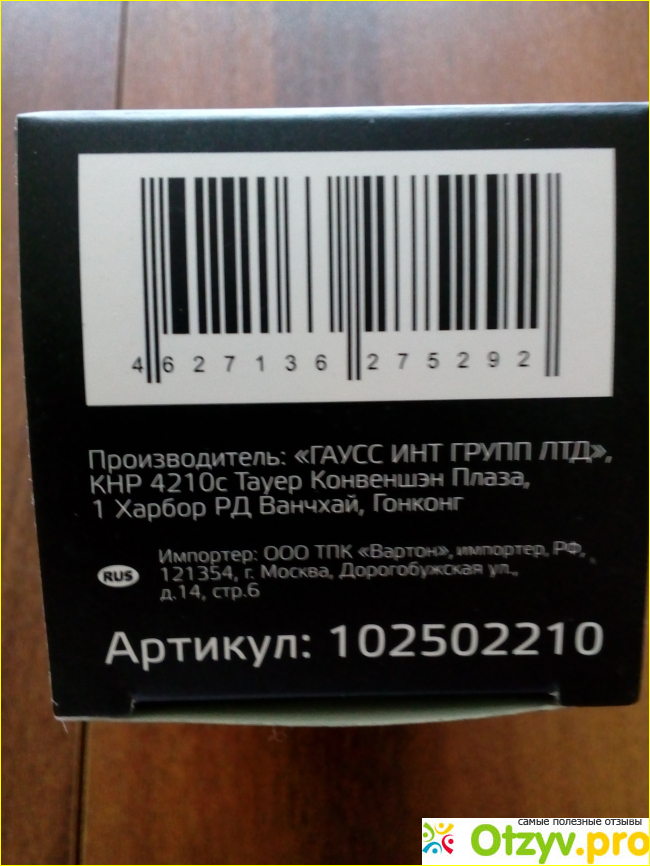 4 627136 275292
Производитель: «ГАУСС ИНТ ГРУПП ЛТД»,
КНР 4210с Тауер Конвеншэн Плаза,
1 Харбор РД Ванчхай, Гонконг
Импортер: ООО ТПК «Вартон», импортер, РФ,
RUS
121354, г. Москва, Дорогобужская ул.,
д.14, стр.6
Артикул: 102502210
самые полезные отзывы
Otzyv.pro